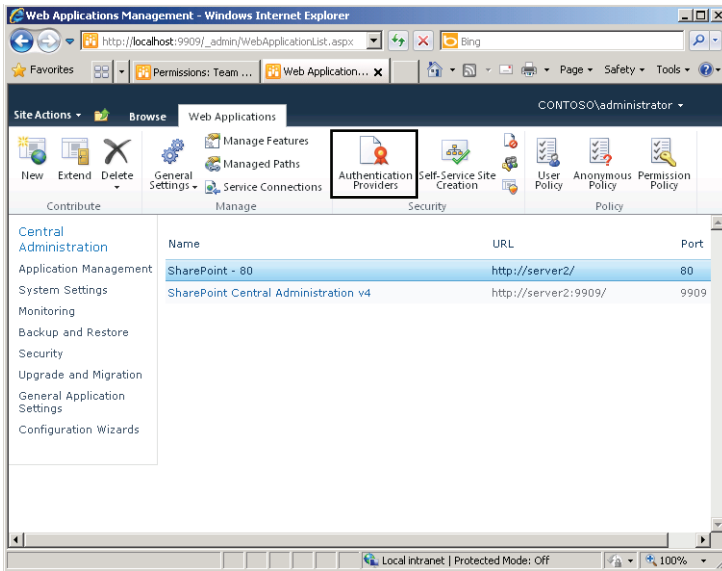 Web Applications Management - Windows Internet Explorer
http://localhost:9909/_admin/WebApplicationList.aspx
Bing
Favorites
Permissions: Team ...
Web Application...
Page
Safety
Tools
Site Actions
Browse
Web Applications
CONTOSO\administrator
New
Extend
Delete
General Settings
Manage Features
Managed Paths
Service Connections
Authentication Providers
Self-Service Site Creation
User Policy
Anonymous Policy
Permission Policy
Contribute
Manage
Security
Policy
Central Administration
Application Management
System Settings
Monitoring
Backup and Restore
Security
Upgrade and Migration
General Application Settings
Configuration Wizards
Name URL Port
SharePoint - 80 http://server2/ 80
SharePoint Central Administration v4 http://server2:9909/ 9909
Local intranet | Protected Mode: Off
100%